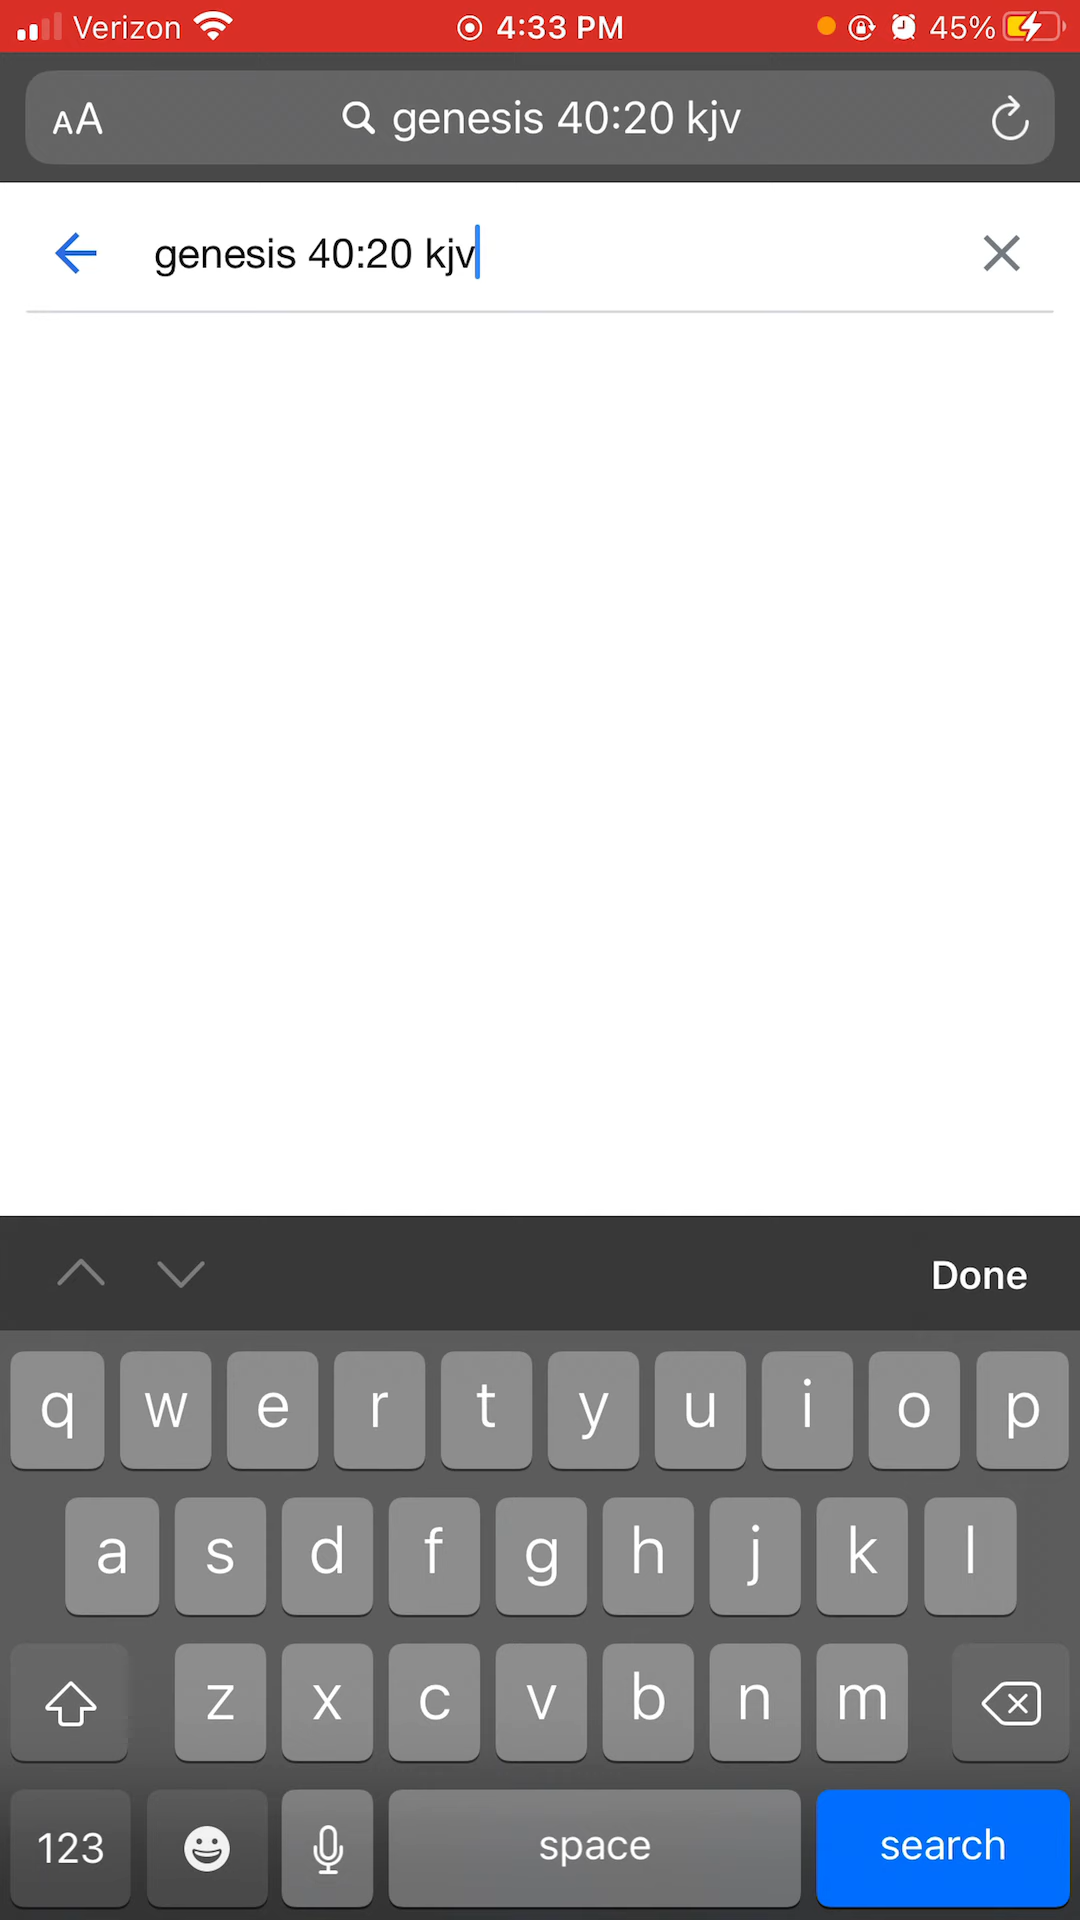 Verizon 4:33 PM 45%
AA genesis 40:20 kjv
genesis 40:20 kjv
Done
q w e r t y u i o p
a s d f g h j k l
z x c v b n m
123 space search